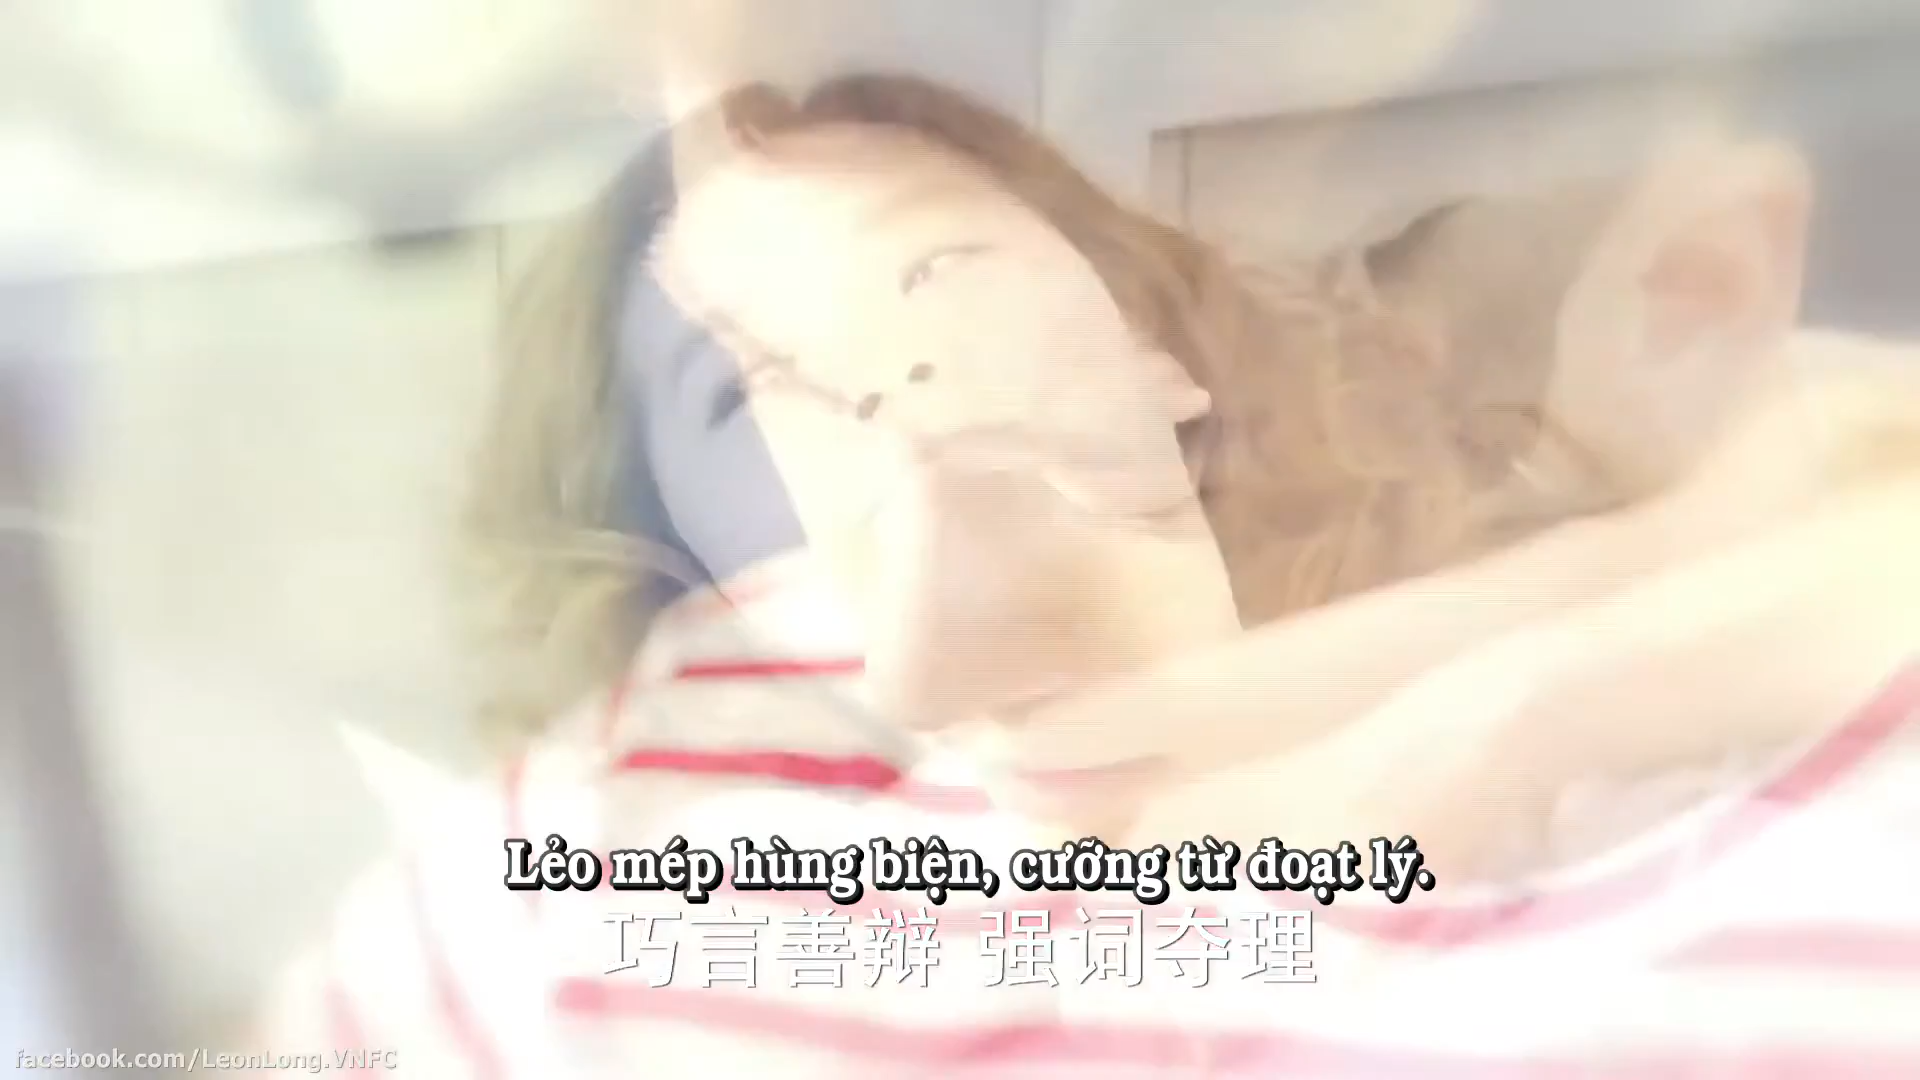 Lẻo mép hùng biện, cưỡng từ đoạt lý.
巧言善辩 强词夺理
facebook.com/LeonLong.VNFC